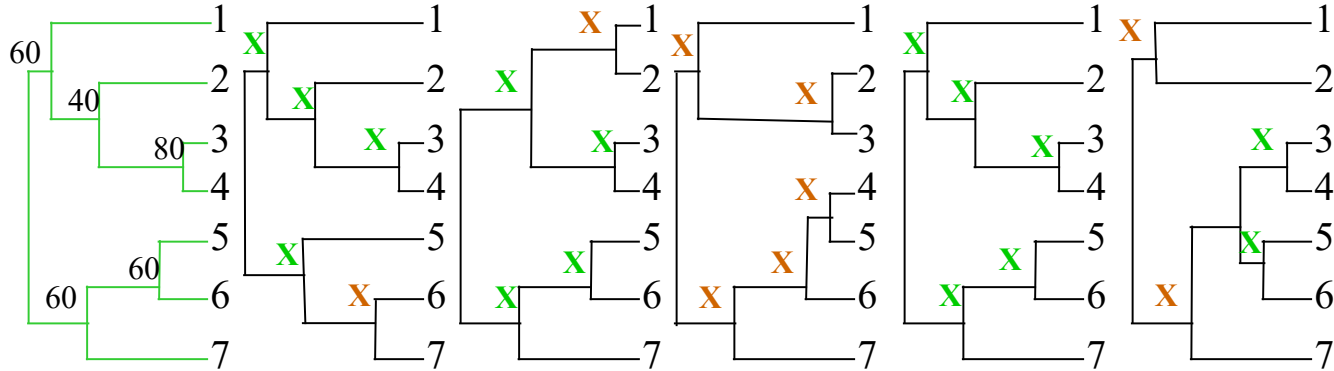 1 1 1 1 1 1
60 X X X X X
2 2 2 2 2 2
40 X X X X
3 3 3 3 3 3
80 X X X X
4 4 4 4 4 4
X
5 5 5 5 5 5
60 X X X X X
6 6 6 6 6 6
60 X X X X X
7 7 7 7 7 7